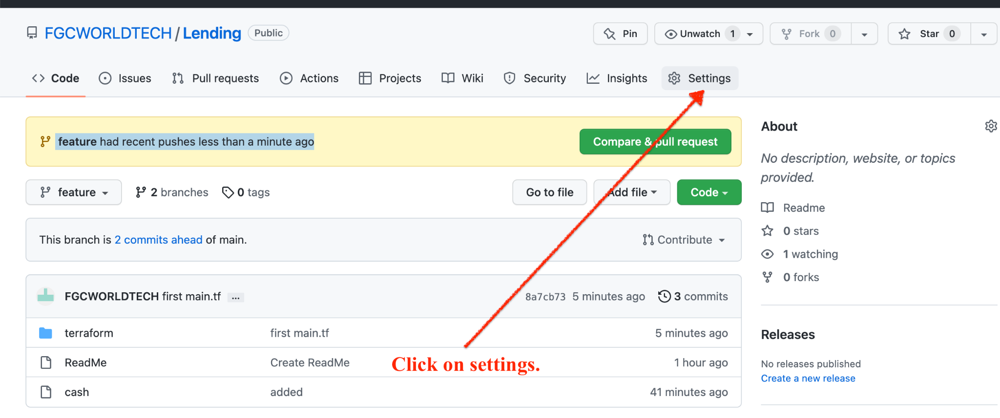 FGCWORLDTECH / Lending Public
Pin Unwatch 1 Fork 0 Star 0
Code Issues Pull requests Actions Projects Wiki Security Insights Settings
feature had recent pushes less than a minute ago Compare & pull request
feature 2 branches 0 tags Go to file Add file Code
This branch is 2 commits ahead of main. Contribute
FGCWORLDTECH first main.tf ... 8a7cb73 5 minutes ago 3 commits
terraform first main.tf 5 minutes ago
ReadMe Create ReadMe 1 hour ago
cash added 41 minutes ago
Click on settings.
About
No description, website, or topics
provided.
Readme
0 stars
1 watching
0 forks
Releases
No releases published
Create a new release